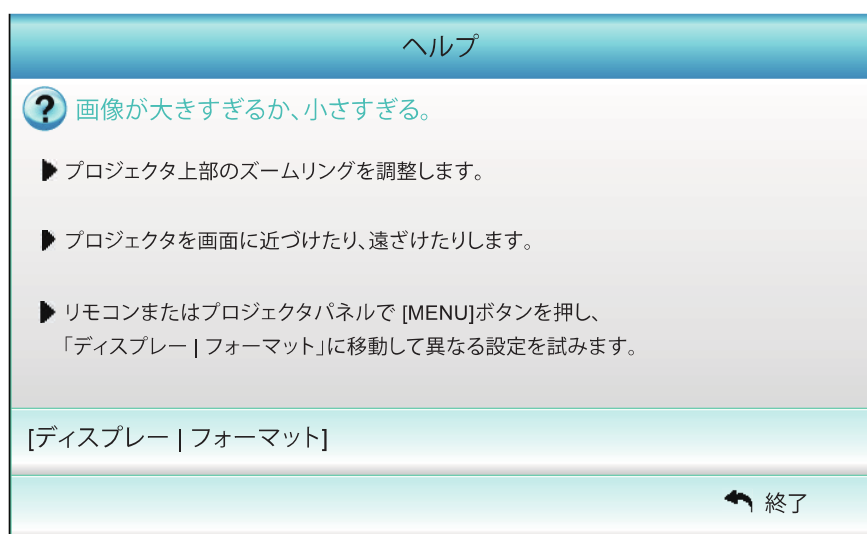 ヘルプ
画像が大きすぎるか、小さすぎる。
プロジェクタ上部のズームリングを調整します。
プロジェクタを画面に近づけたり、遠ざけたりします。
リモコンまたはプロジェクタパネルで [MENU]ボタンを押し、
「ディスプレー | フォーマット」に移動して異なる設定を試みます。
[ディスプレー | フォーマット]
終了